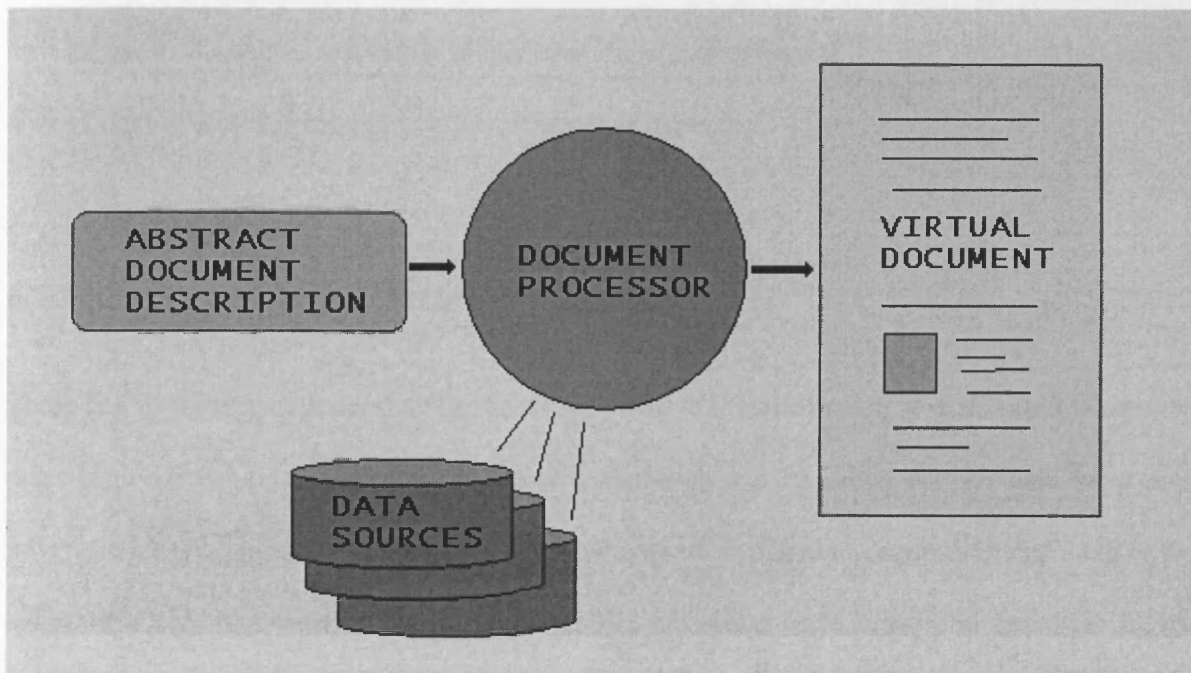 ABSTRACT
DOCUMENT
DESCRIPTION
DOCUMENT
PROCESSOR
VIRTUAL
DOCUMENT
DATA
SOURCES